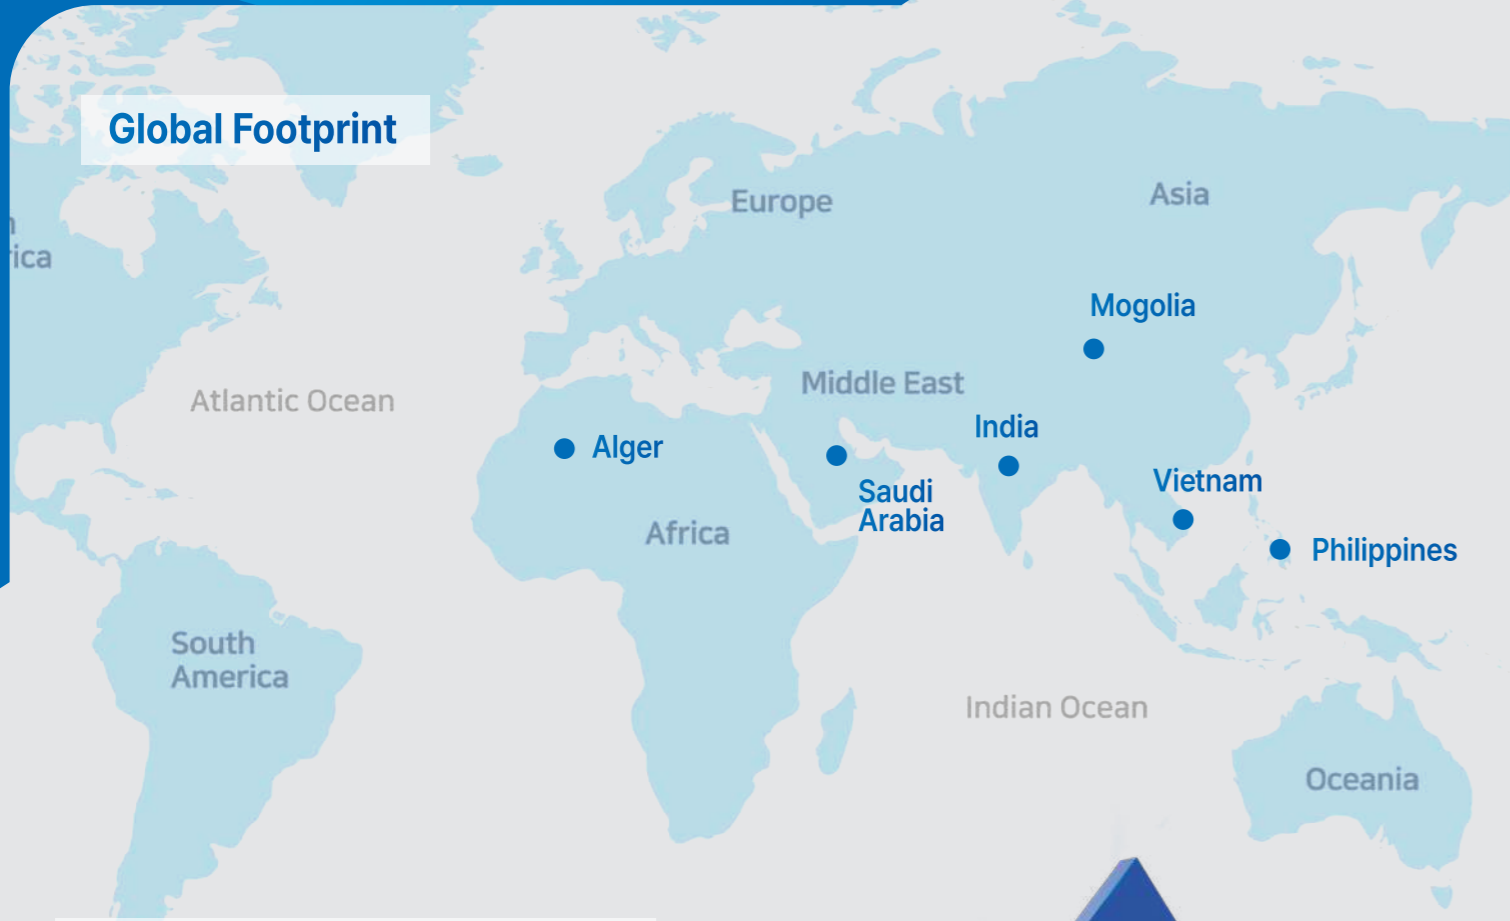 Global Footprint
Europe
Asia
Mogolia
Atlantic Ocean
Middle East
India
Alger
Saudi
Arabia
Vietnam
Africa
Philippines
South
America
Indian Ocean
Oceania